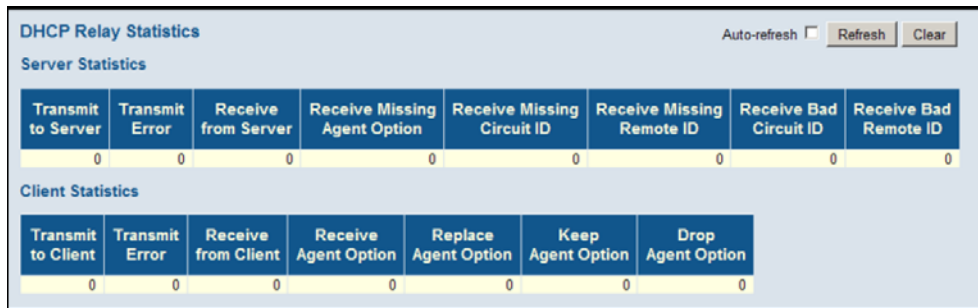 DHCP Relay Statistics
Auto-refresh Refresh Clear
Server Statistics
Transmit to Server Transmit Error Receive from Server Receive Missing Agent Option Receive Missing Circuit ID Receive Missing Remote ID Receive Bad Circuit ID Receive Bad Remote ID
0 0 0 0 0 0 0 0
Client Statistics
Transmit to Client Transmit Error Receive from Client Receive Agent Option Replace Agent Option Keep Agent Option Drop Agent Option
0 0 0 0 0 0 0